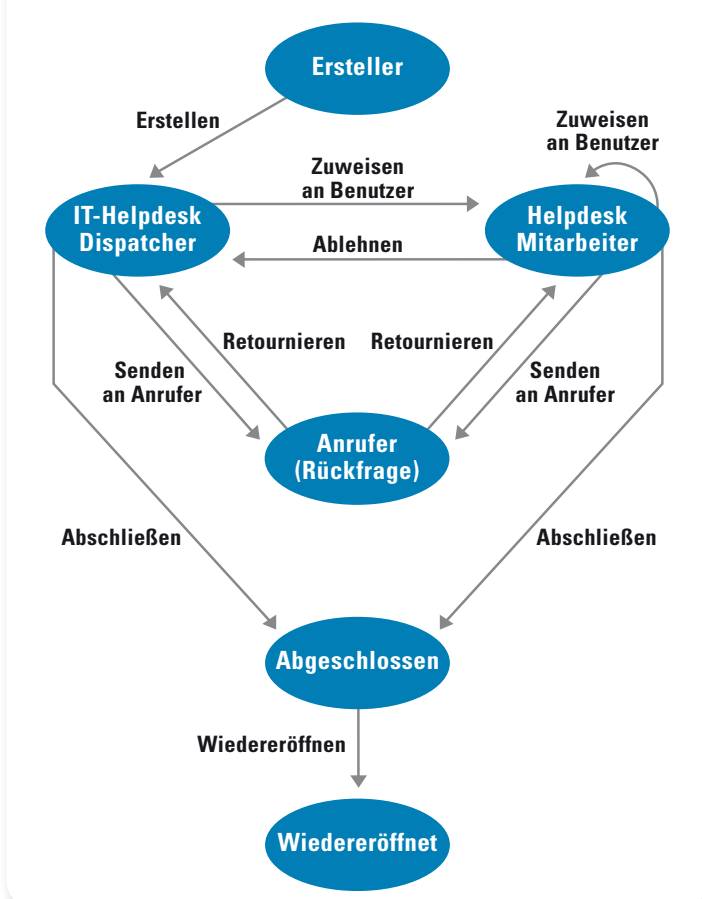 Ersteller
Erstellen
Zuweisen
an Benutzer
Zuweisen
an Benutzer
IT-Helpdesk
Dispatcher
Helpdesk
Mitarbeiter
Ablehnen
Retournieren
Retournieren
Senden
an Anrufer
Senden
an Anrufer
Anrufer
(Rückfrage)
Abschließen
Abschließen
Abgeschlossen
Wiedereröffnen
Wiedereröffnet